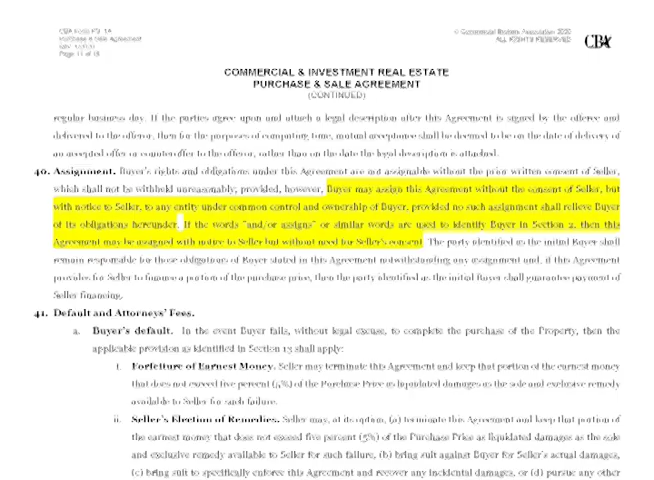 CBA Form PS_1A
Purchase & Sale Agreement
Page 11 of 18
© Commercial Brokers Association 2020
ALL RIGHTS RESERVED
CBA
COMMERCIAL & INVESTMENT REAL ESTATE
PURCHASE & SALE AGREEMENT
(CONTINUED)
regular business day. If the parties agree upon and attach a legal description after this Agreement is signed by the offeree and
delivered to the offeror, then for the purposes of computing time, mutual acceptance shall be deemed to be on the date of delivery of
an accepted offer or counteroffer to the offeror, rather than on the date the legal description is attached.
40. Assignment. Buyer's rights and obligations under this Agreement are not assignable without the prior written consent of Seller,
which shall not be withheld unreasonably; provided, however, Buyer may assign this Agreement without the consent of Seller, but
with notice to Seller, to any entity under common control and ownership of Buyer, provided no such assignment shall relieve Buyer
of its obligations hereunder. If the words "and/or assigns" or similar words are used to identify Buyer in Section 2, then this
Agreement may be assigned with notice to Seller but without need for Seller's consent. The party identified as the initial Buyer shall
remain responsible for those obligations of Buyer stated in this Agreement notwithstanding any assignment and, if this Agreement
provides for Seller to finance a portion of the purchase price, then the party identified as the initial Buyer shall guarantee payment of
Seller financing.
41. Default and Attorneys' Fees.
a. Buyer's default. In the event Buyer fails, without legal excuse, to complete the purchase of the Property, then the
applicable provision as identified in Section 13 shall apply:
i. Forfeiture of Earnest Money. Seller may terminate this Agreement and keep that portion of the earnest money
that does not exceed five percent (5%) of the Purchase Price as liquidated damages as the sole and exclusive remedy
available to Seller for such failure.
ii. Seller's Election of Remedies. Seller may, at its option, (a) terminate this Agreement and keep that portion of
the earnest money that does not exceed five percent (5%) of the Purchase Price as liquidated damages as the sole
and exclusive remedy available to Seller for such failure, (b) bring suit against Buyer for Seller's actual damages,
(c) bring suit to specifically enforce this Agreement and recover any incidental damages, or (d) pursue any other